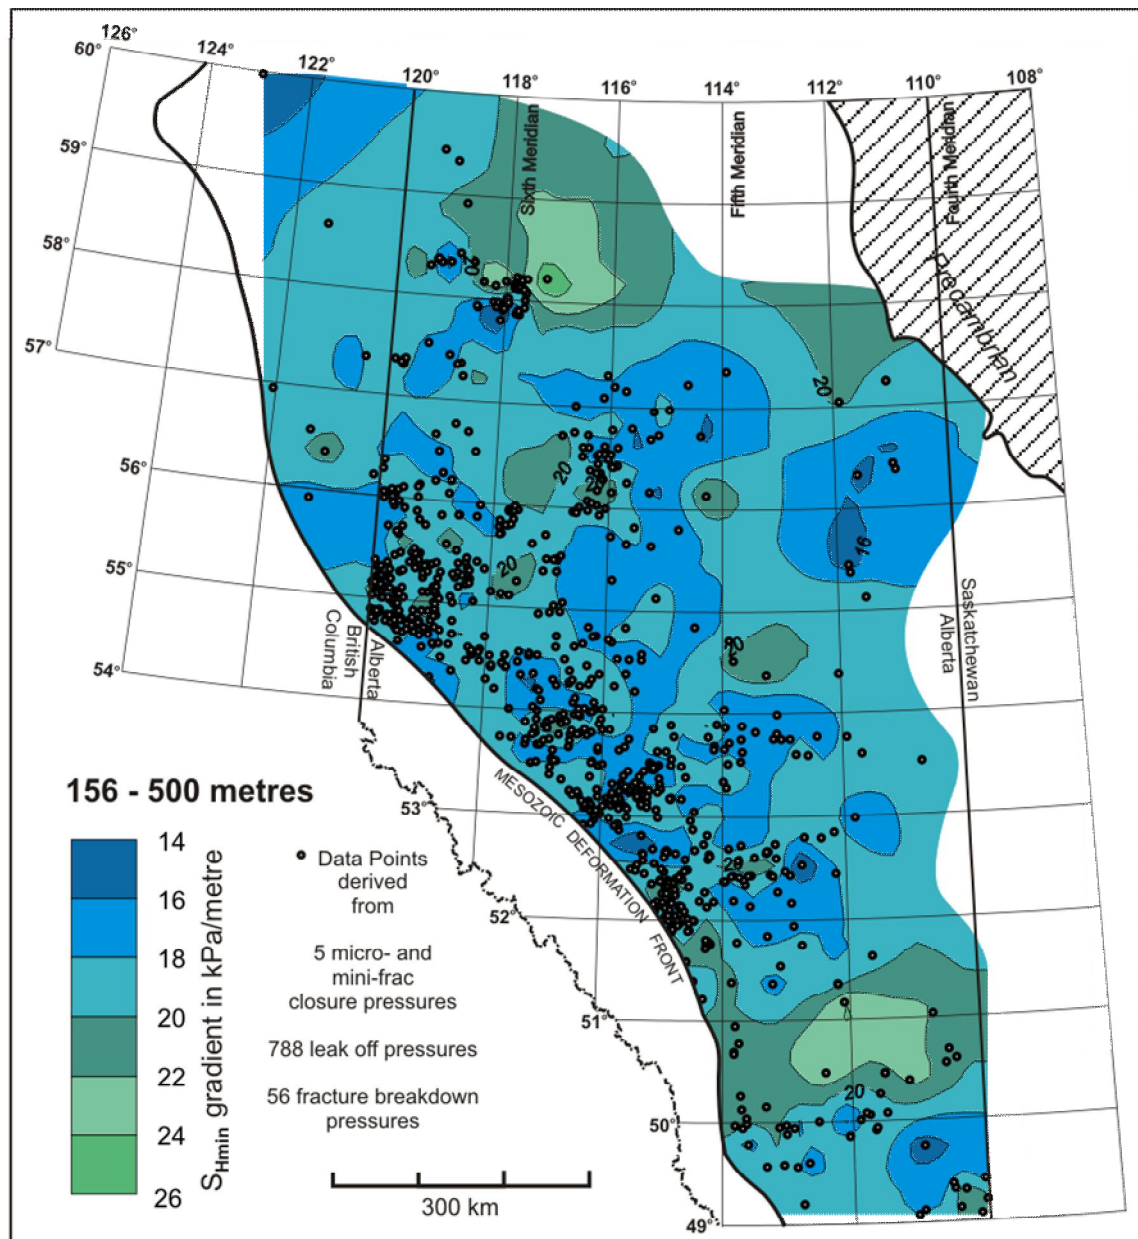 126°
60°
124°
122°
120°
118°
116°
114°
112°
110°
108°
59°
58°
57°
56°
55°
54°
Sixth Meridian
Fifth Meridian
Fourth Meridian
Precambrian
20
20
20
20
20
16
20
20
20
British
Columbia
Alberta
Saskatchewan
Alberta
MESOZOIC DEFORMATION FRONT
53°
52°
51°
50°
49°
156 - 500 metres
14
16
18
20
22
24
26
SHmin gradient in kPa/metre
Data Points
derived
from
5 micro- and
mini-frac
closure pressures
788 leak off pressures
56 fracture breakdown
pressures
300 km